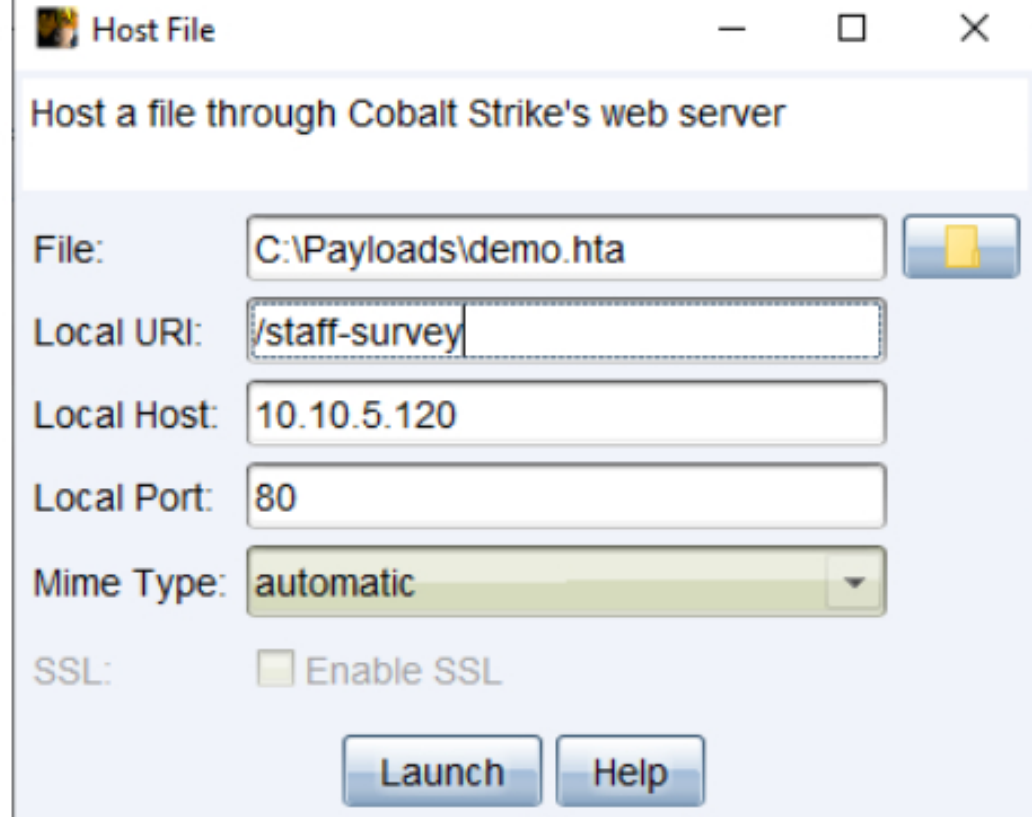 Host File
Host a file through Cobalt Strike's web server
File: C:\Payloads\demo.hta
Local URI: /staff-survey
Local Host: 10.10.5.120
Local Port: 80
Mime Type: automatic
SSL: Enable SSL
Launch Help